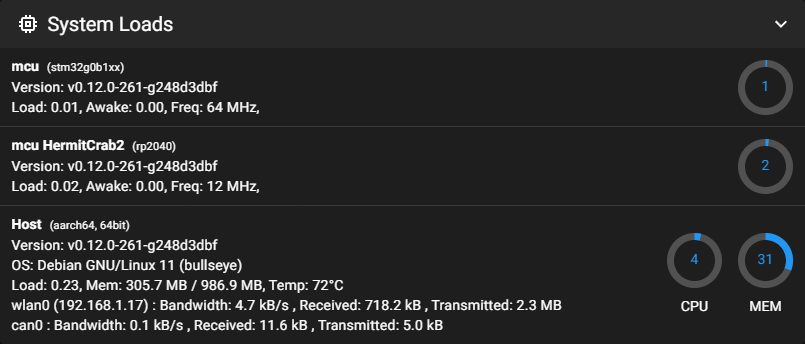 System Loads
mcu (stm32g0b1xx)
Version: v0.12.0-261-g248d3dbf
Load: 0.01, Awake: 0.00, Freq: 64 MHz,
1
mcu HermitCrab2 (rp2040)
Version: v0.12.0-261-g248d3dbf
Load: 0.02, Awake: 0.00, Freq: 12 MHz,
2
Host (aarch64, 64bit)
Version: v0.12.0-261-g248d3dbf
OS: Debian GNU/Linux 11 (bullseye)
Load: 0.23, Mem: 305.7 MB / 986.9 MB, Temp: 72°C
wlan0 (192.168.1.17) : Bandwidth: 4.7 kB/s , Received: 718.2 kB , Transmitted: 2.3 MB
can0 : Bandwidth: 0.1 kB/s , Received: 11.6 kB , Transmitted: 5.0 kB
4
CPU
31
MEM